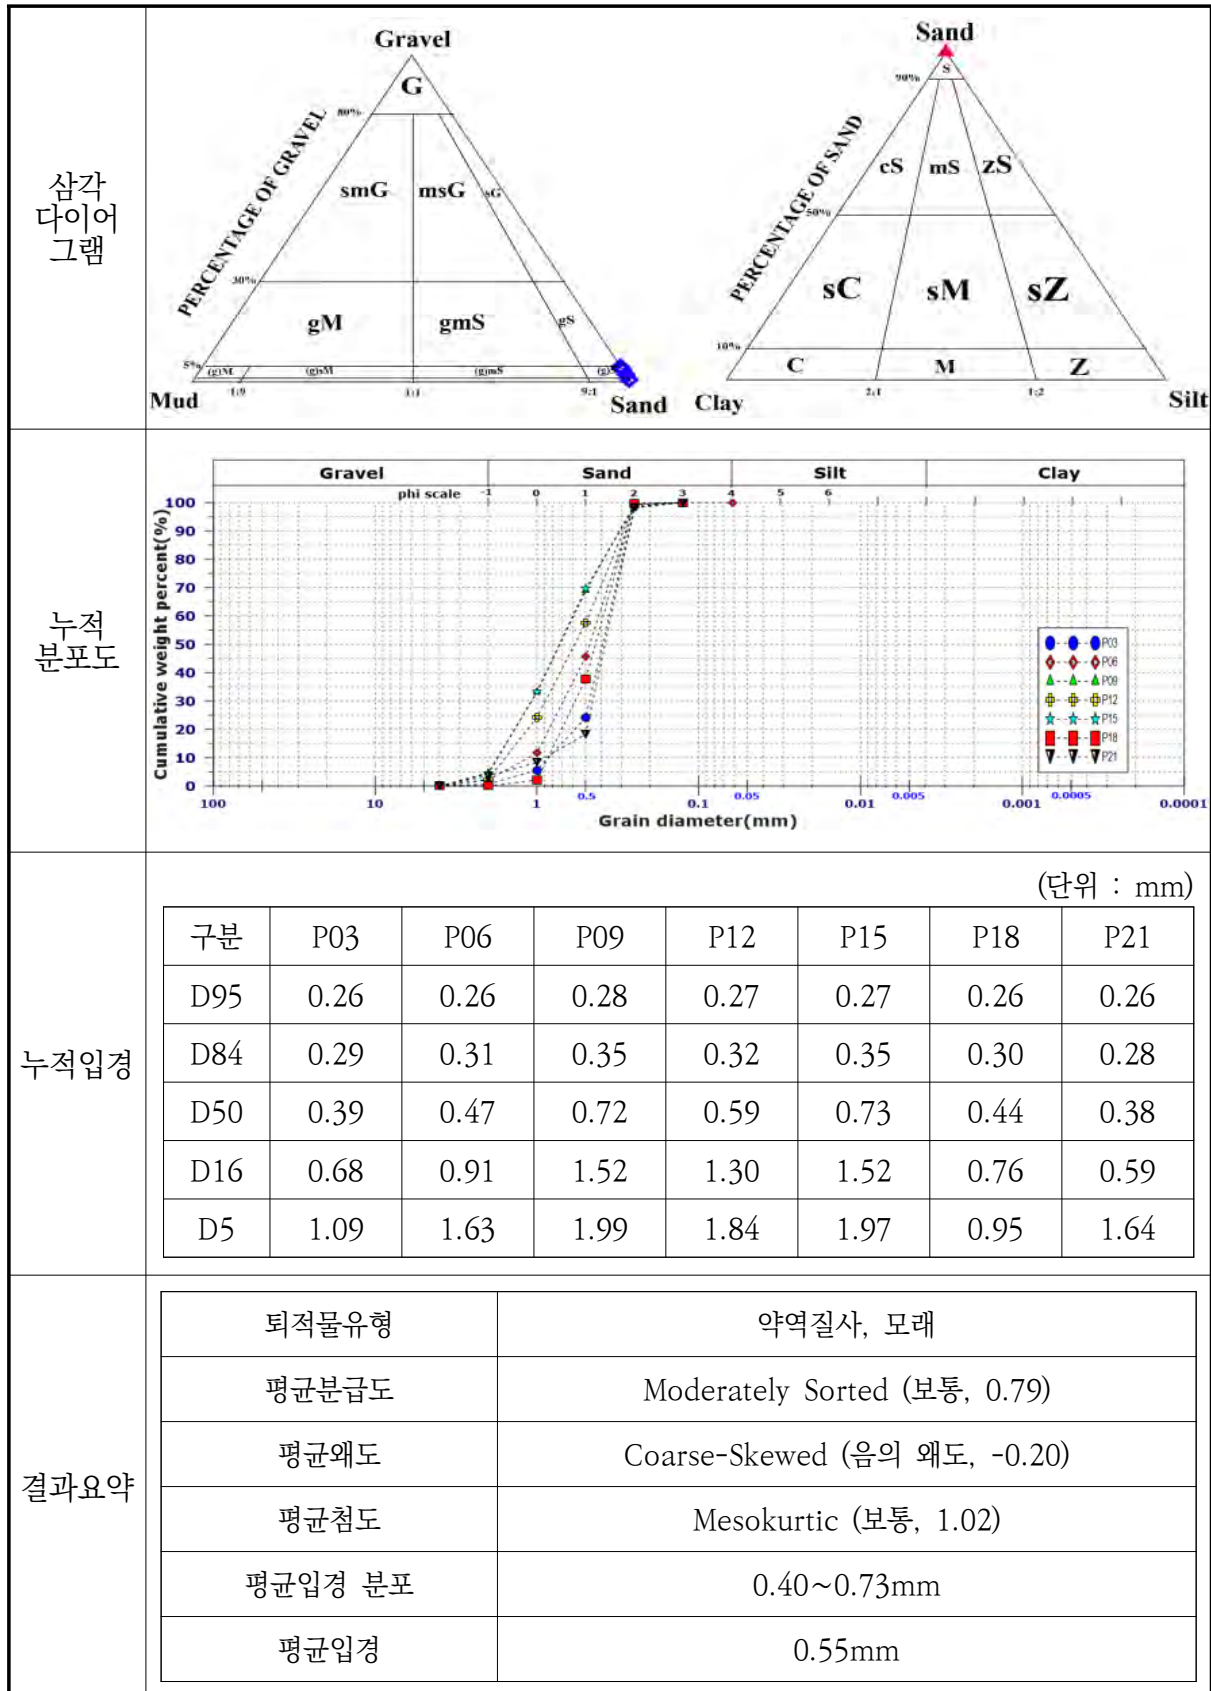 삼각
다이어
그램
Gravel
G
80%
PERCENTAGE OF GRAVEL
smG msG sG
30%
gM gmS gS
5%
(g)M (g)sM (g)mS
1:9 1:1 9:1
Mud Sand
Sand
S
90%
PERCENTAGE OF SAND
cS mS zS
50%
sC sM sZ
10%
C M Z
2:1 1:2
Clay Silt
누적
분포도
Gravel Sand Silt Clay
phi scale -1 0 1 2 3 4 5 6
Cumulative weight percent(%)
100
90
80
70
60
50
40
30
20
10
0
P03
P06
P09
P12
P15
P18
P21
100 10 1 0.5 0.1 0.05 0.01 0.005 0.001 0.0005 0.0001
Grain diameter(mm)
누적입경
(단위 : mm)
구분 P03 P06 P09 P12 P15 P18 P21
D95 0.26 0.26 0.28 0.27 0.27 0.26 0.26
D84 0.29 0.31 0.35 0.32 0.35 0.30 0.28
D50 0.39 0.47 0.72 0.59 0.73 0.44 0.38
D16 0.68 0.91 1.52 1.30 1.52 0.76 0.59
D5 1.09 1.63 1.99 1.84 1.97 0.95 1.64
결과요약
퇴적물유형 약역질사, 모래
평균분급도 Moderately Sorted (보통, 0.79)
평균왜도 Coarse-Skewed (음의 왜도, -0.20)
평균첨도 Mesokurtic (보통, 1.02)
평균입경 분포 0.40~0.73mm
평균입경 0.55mm